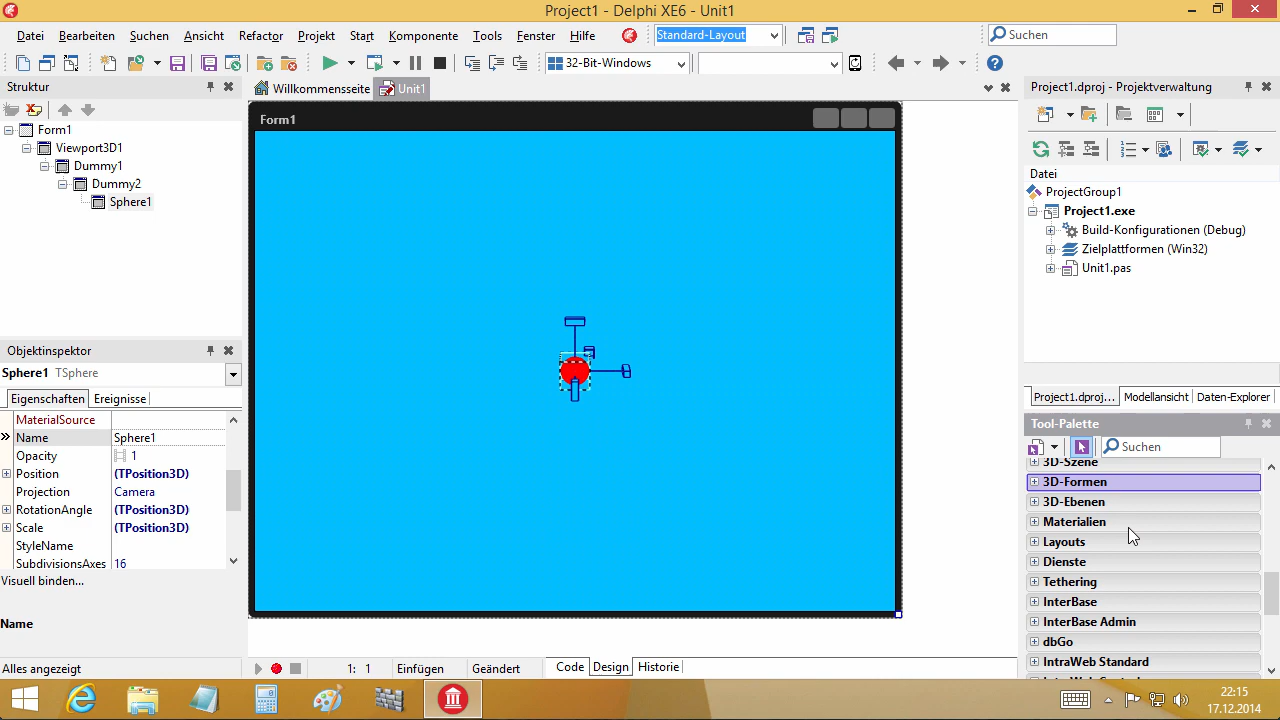 Project1 - Delphi XE6 - Unit1
Datei Bearbeiten Suchen Ansicht Refactor Projekt Start Komponente Tools Fenster Hilfe Standard-Layout Suchen
32-Bit-Windows
Struktur
Willkommensseite Unit1
Project1.dproj - Projektverwaltung
Form1
Viewport3D1
Dummy1
Dummy2
Sphere1
Form1
Datei
ProjectGroup1
Project1.exe
Build-Konfigurationen (Debug)
Zielplattformen (Win32)
Unit1.pas
Objektinspektor
Sphere1 TSphere
Eigenschaften Ereignisse
MaterialSource
Name Sphere1
Opacity 1
Position (TPosition3D)
Projection Camera
RotationAngle (TPosition3D)
Scale (TPosition3D)
StyleName
SubdivisionsAxes 16
Visuell binden...
Name
Alles angezeigt
1: 1 Einfügen Geändert Code Design Historie
Project1.dproj... Modellansicht Daten-Explorer
Tool-Palette
Suchen
3D-Szene
3D-Formen
3D-Ebenen
Materialien
Layouts
Dienste
Tethering
InterBase
InterBase Admin
dbGo
IntraWeb Standard
22:15
17.12.2014